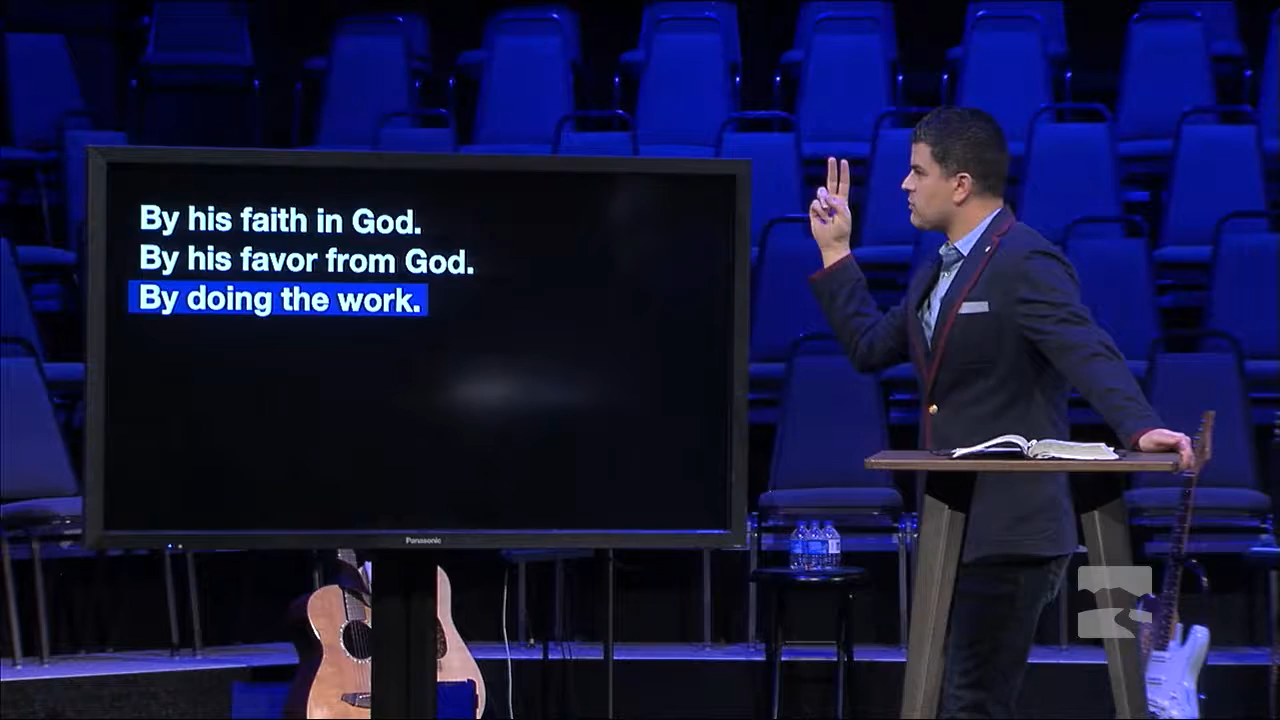 By his faith in God.
By his favor from God.
By doing the work.
Panasonic